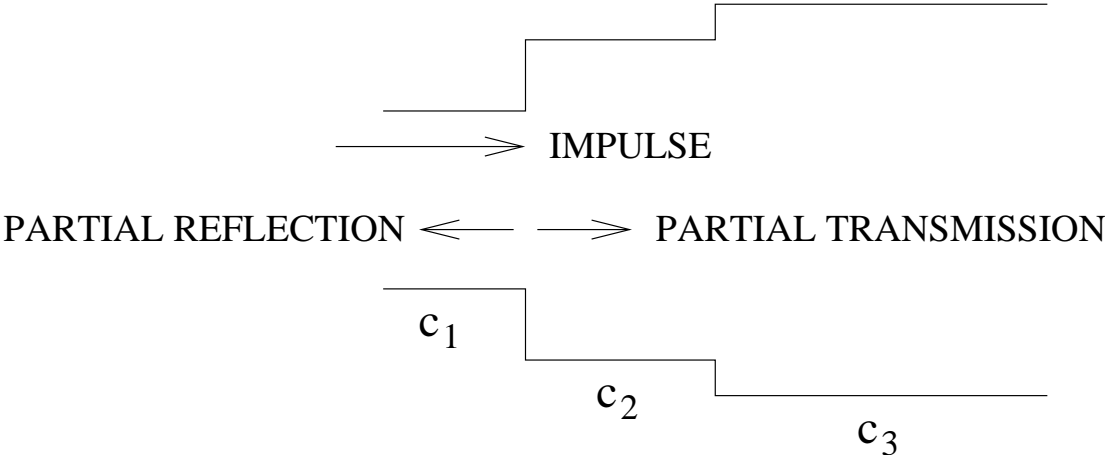 IMPULSE
PARTIAL REFLECTION PARTIAL TRANSMISSION
c1
c2
c3